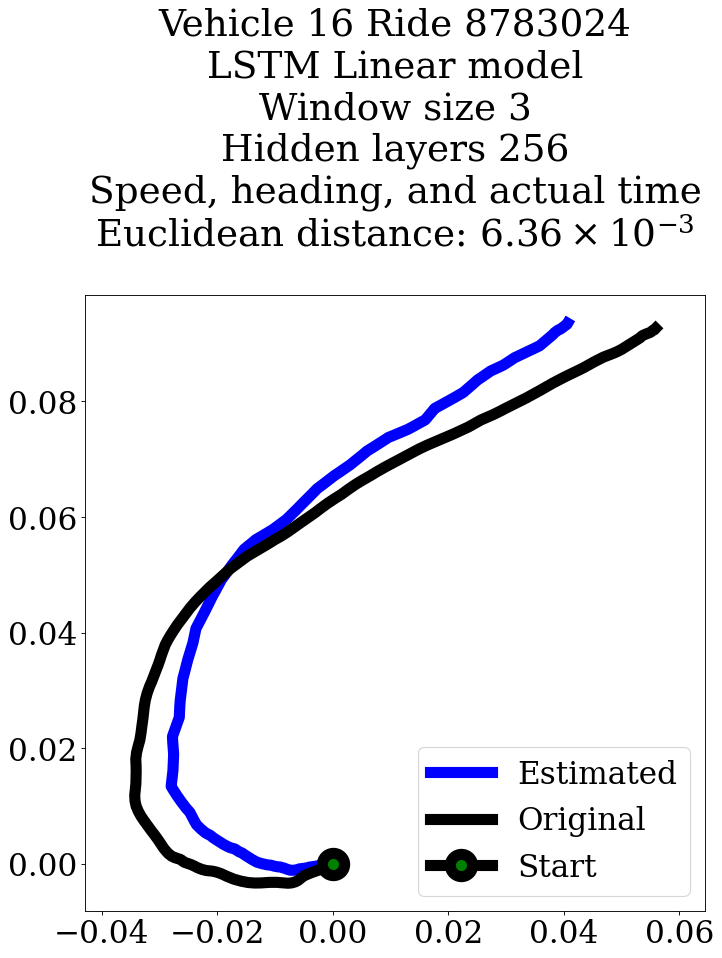 Vehicle 16 Ride 8783024
LSTM Linear model
Window size 3
Hidden layers 256
Speed, heading, and actual time
Euclidean distance: 6.36 × 10⁻³
0.08
0.06
0.04
0.02
0.00
Estimated
Original
Start
−0.04 −0.02 0.00 0.02 0.04 0.06